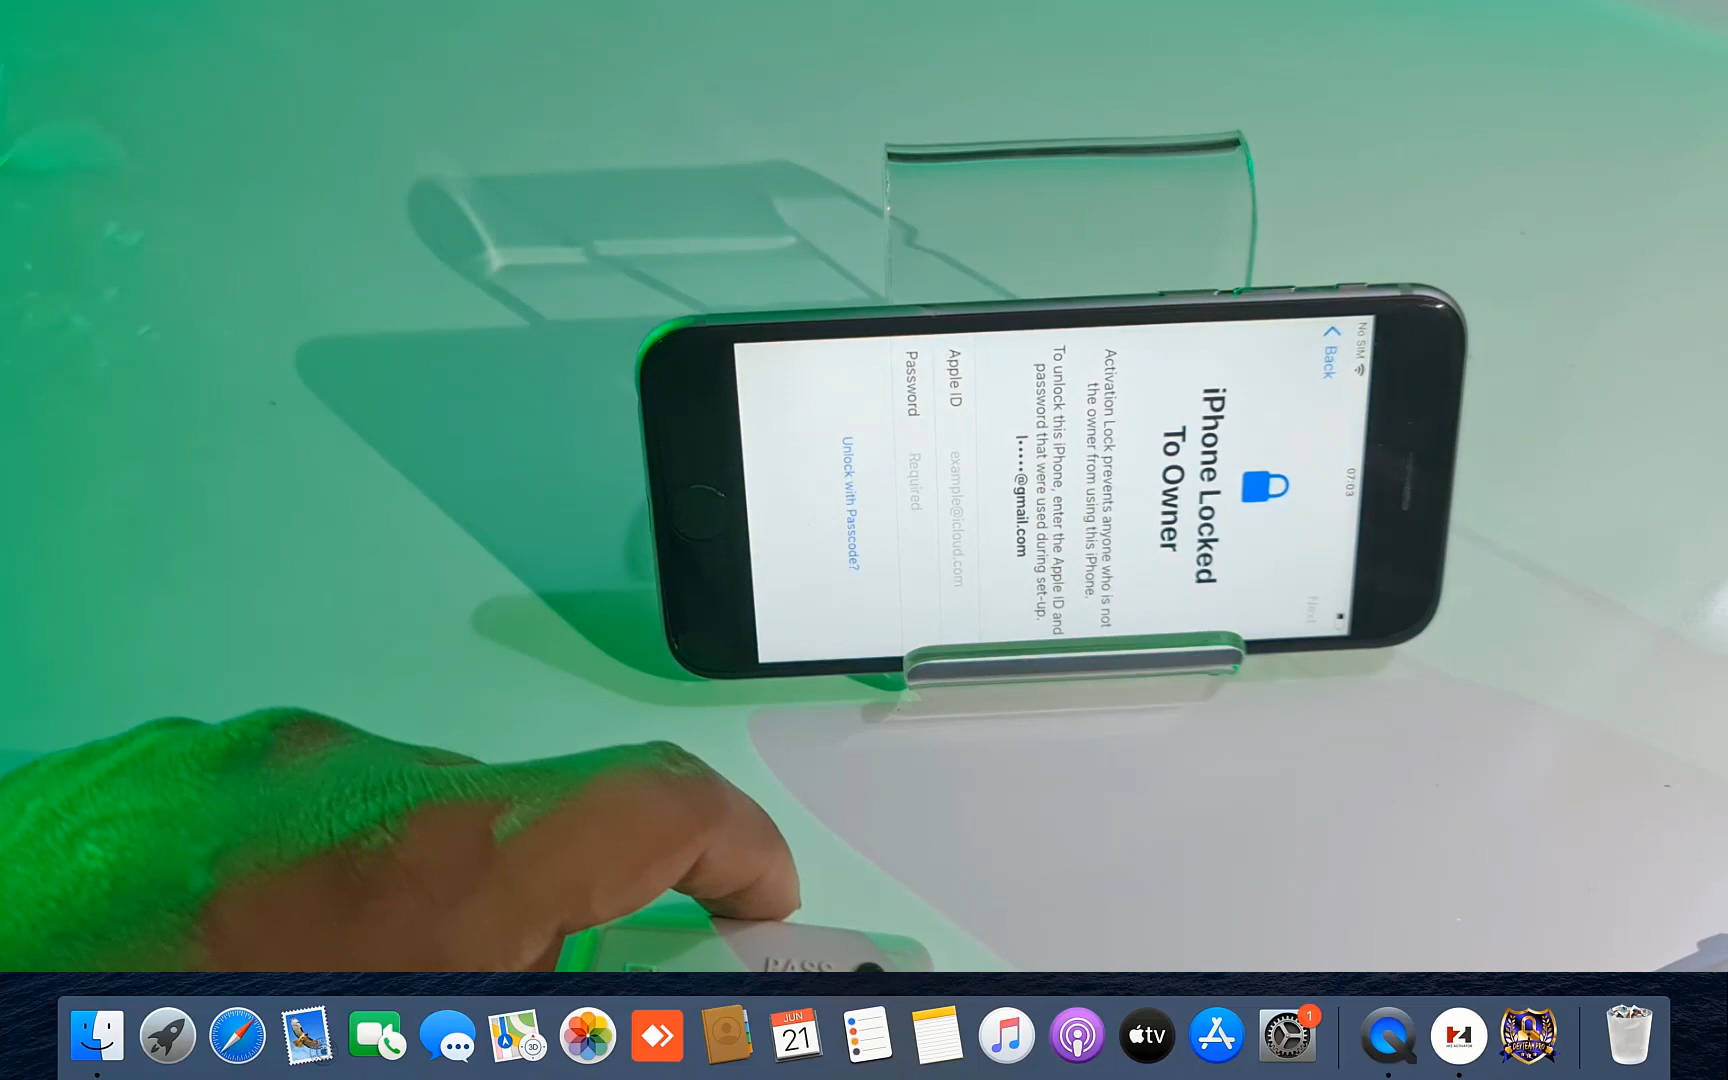 No SIM
07:03
Back
Next
iPhone Locked
To Owner
Activation Lock prevents anyone who is not
the owner from using this iPhone.
To unlock this iPhone, enter the Apple ID and
password that were used during set-up.
l•••••@gmail.com
Apple ID
example@icloud.com
Password
Required
Unlock with Passcode?
PASS
3D
JUN
21
tv
1